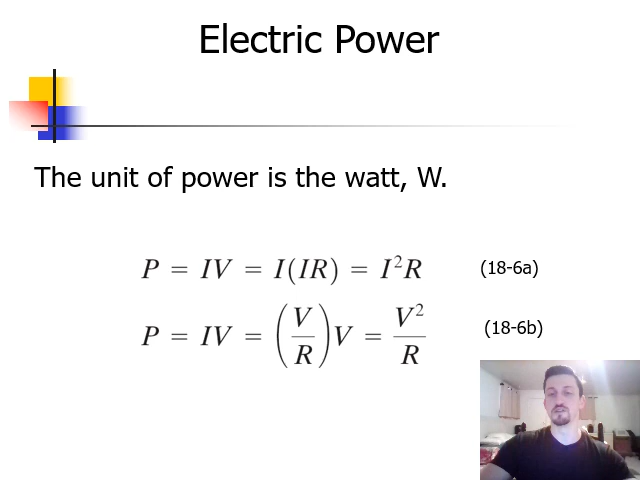 Electric Power
The unit of power is the watt, W.
P = IV = I(IR) = I²R (18-6a)
P = IV = (V/R)V = V²/R (18-6b)